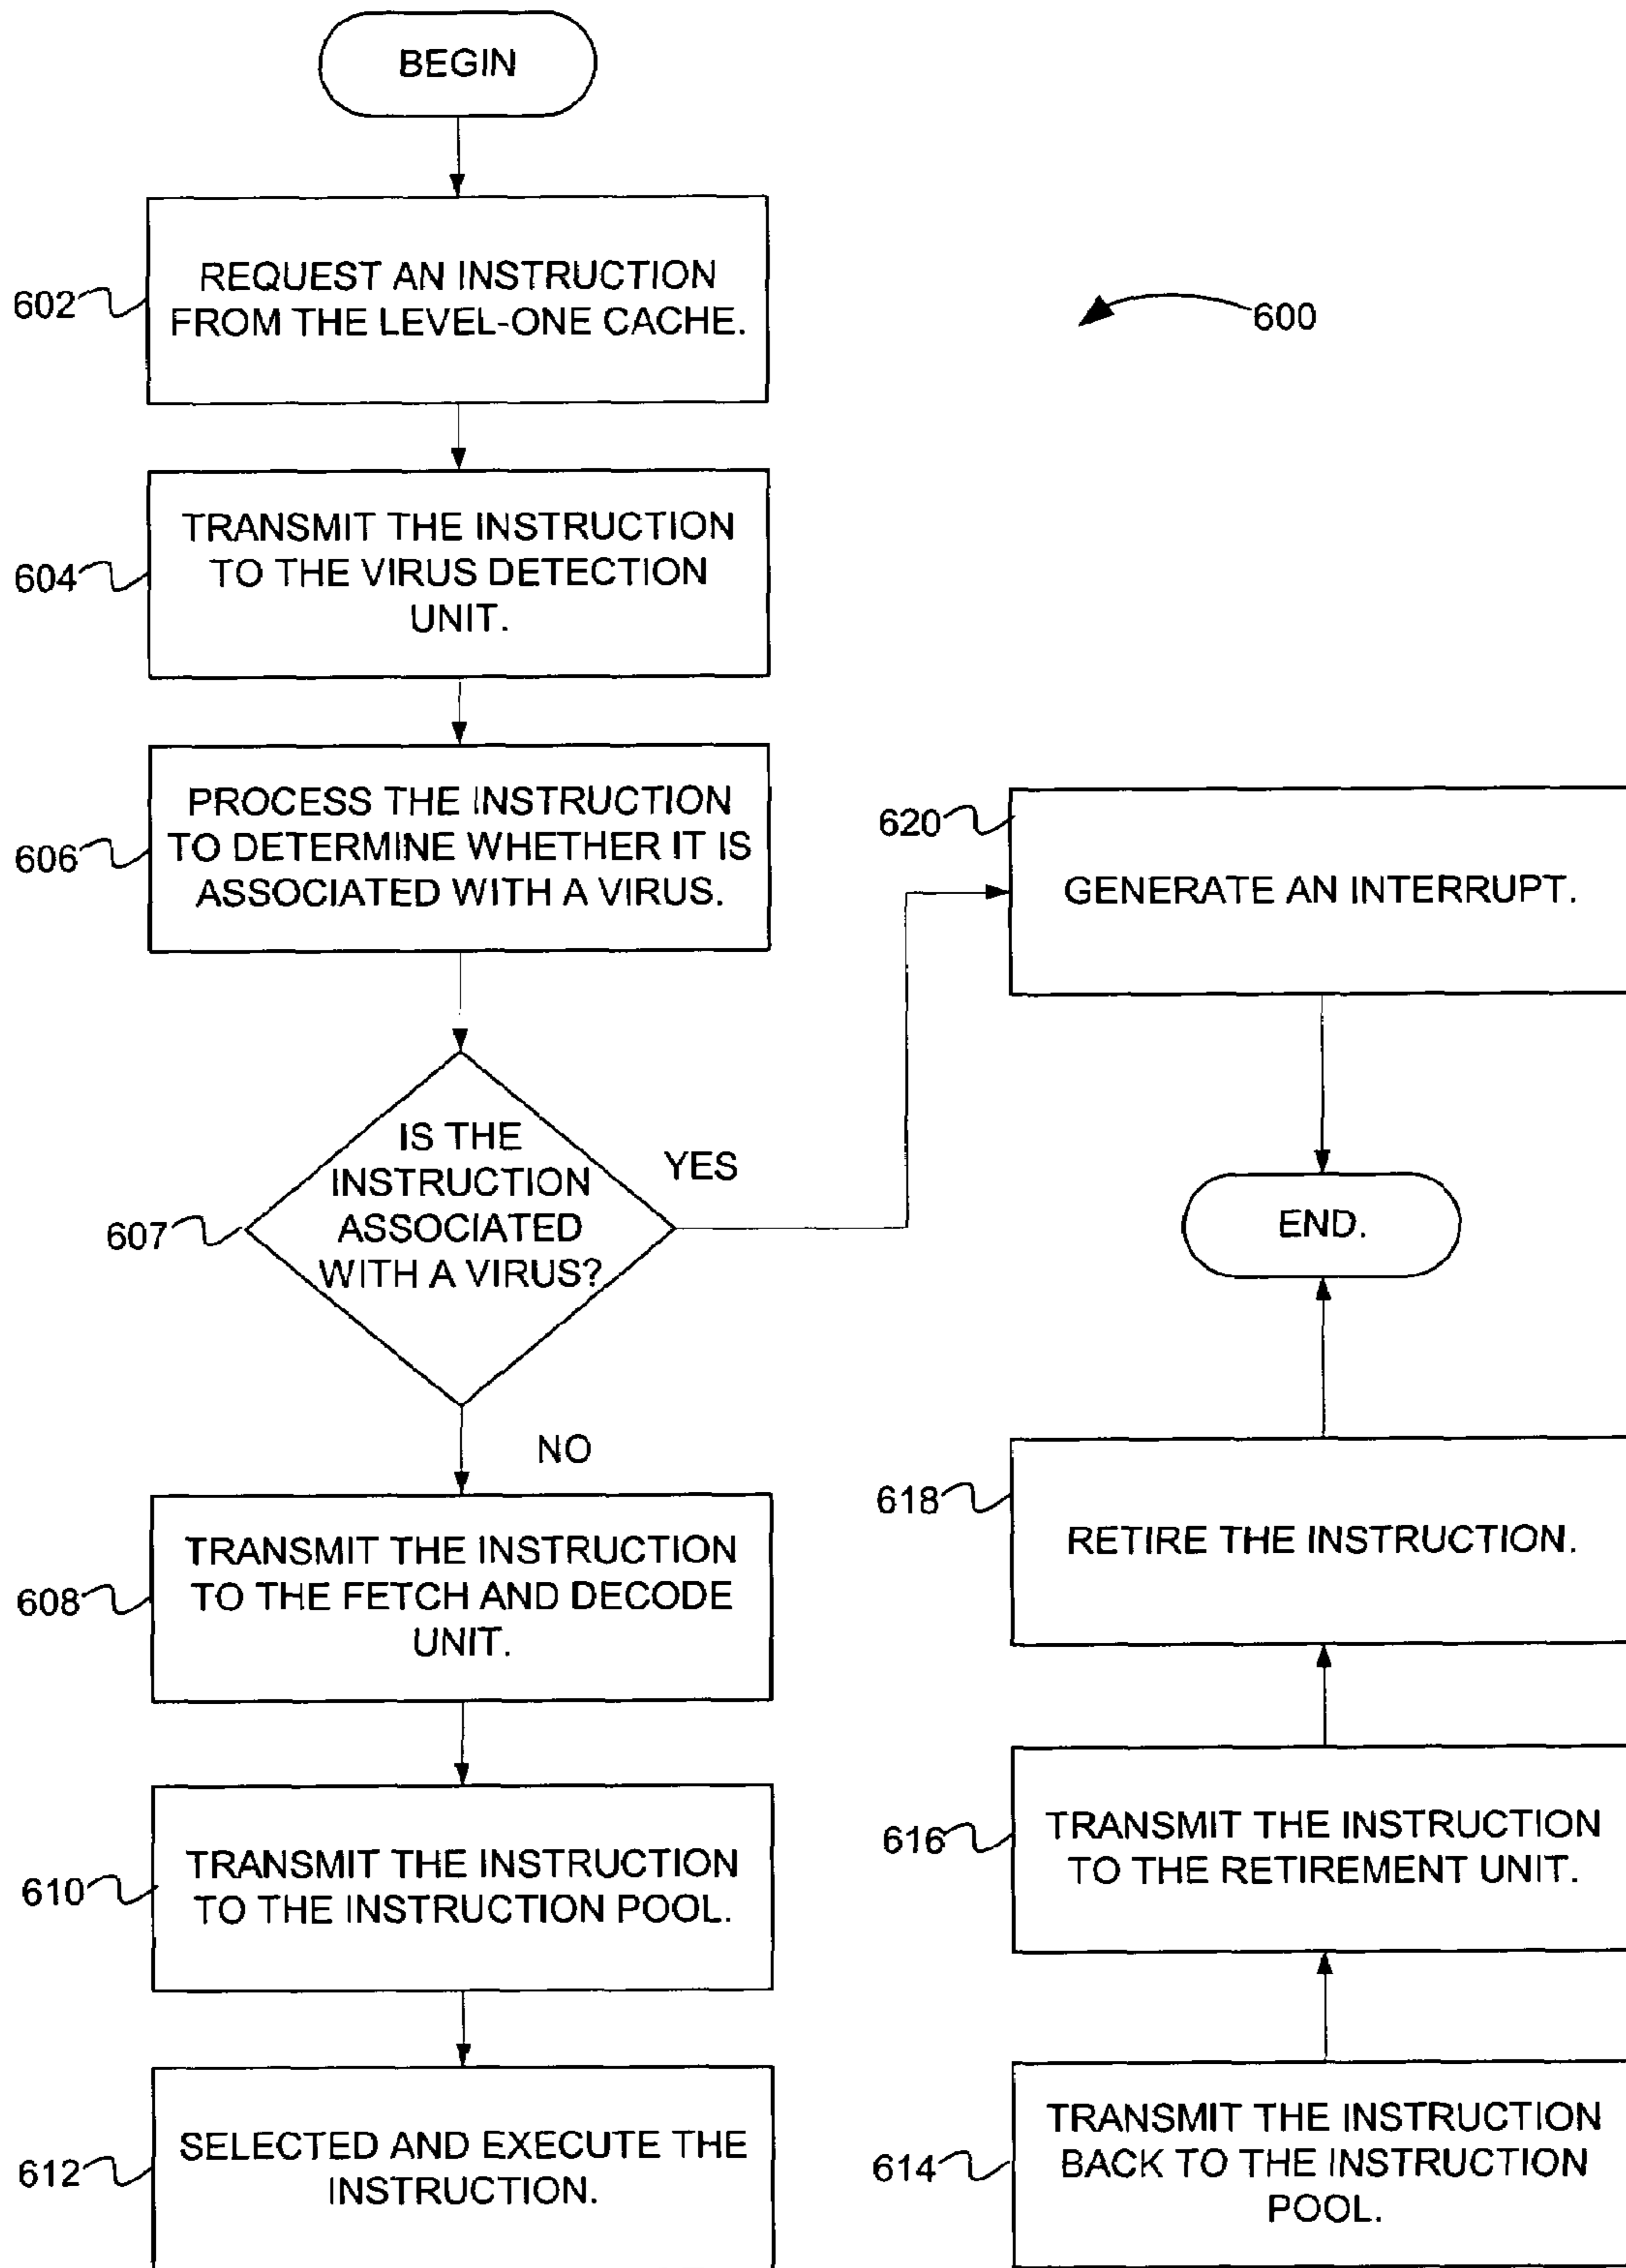 BEGIN
602
REQUEST AN INSTRUCTION
FROM THE LEVEL-ONE CACHE.
600
604
TRANSMIT THE INSTRUCTION
TO THE VIRUS DETECTION
UNIT.
606
PROCESS THE INSTRUCTION
TO DETERMINE WHETHER IT IS
ASSOCIATED WITH A VIRUS.
607
IS THE
INSTRUCTION
ASSOCIATED
WITH A VIRUS?
YES
NO
608
TRANSMIT THE INSTRUCTION
TO THE FETCH AND DECODE
UNIT.
610
TRANSMIT THE INSTRUCTION
TO THE INSTRUCTION POOL.
612
SELECTED AND EXECUTE THE
INSTRUCTION.
620
GENERATE AN INTERRUPT.
END.
618
RETIRE THE INSTRUCTION.
616
TRANSMIT THE INSTRUCTION
TO THE RETIREMENT UNIT.
614
TRANSMIT THE INSTRUCTION
BACK TO THE INSTRUCTION
POOL.